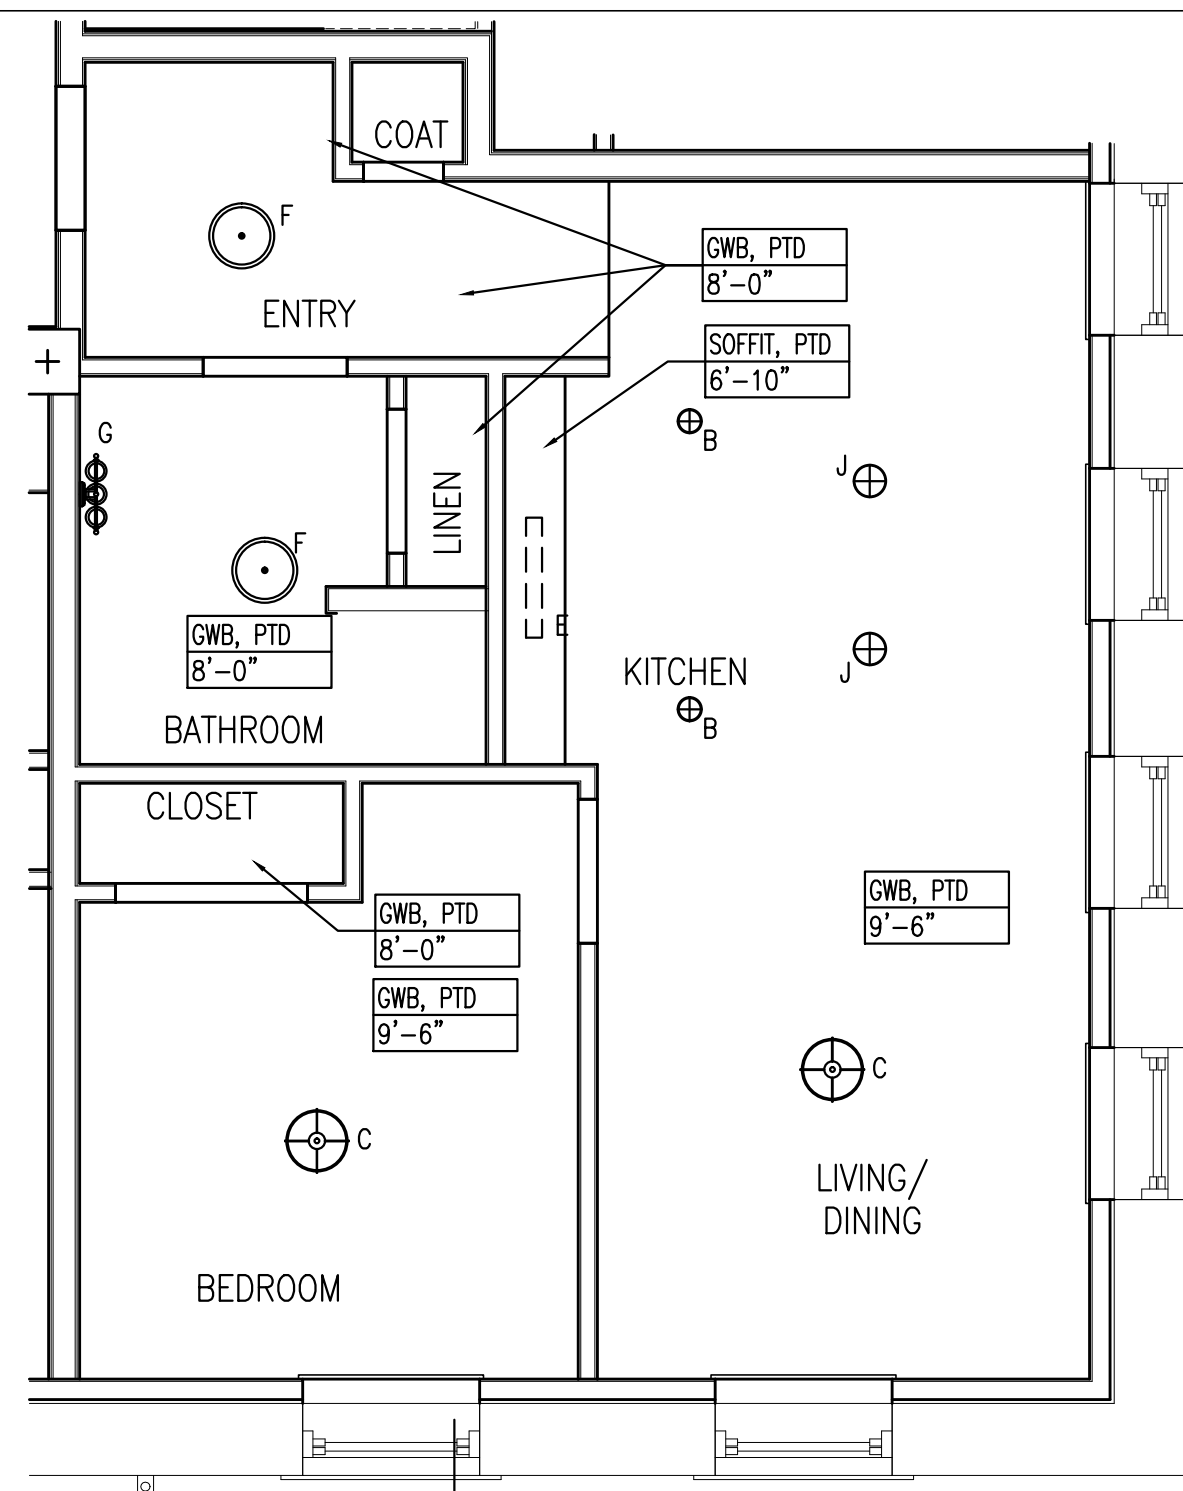 COAT
F
GWB, PTD
8'-0"
ENTRY
SOFFIT, PTD
6'-10"
G
B
J
LINEN
F
GWB, PTD
8'-0"
E
KITCHEN
J
BATHROOM
B
CLOSET
GWB, PTD
8'-0"
GWB, PTD
9'-6"
GWB, PTD
9'-6"
C
C
LIVING/
DINING
BEDROOM